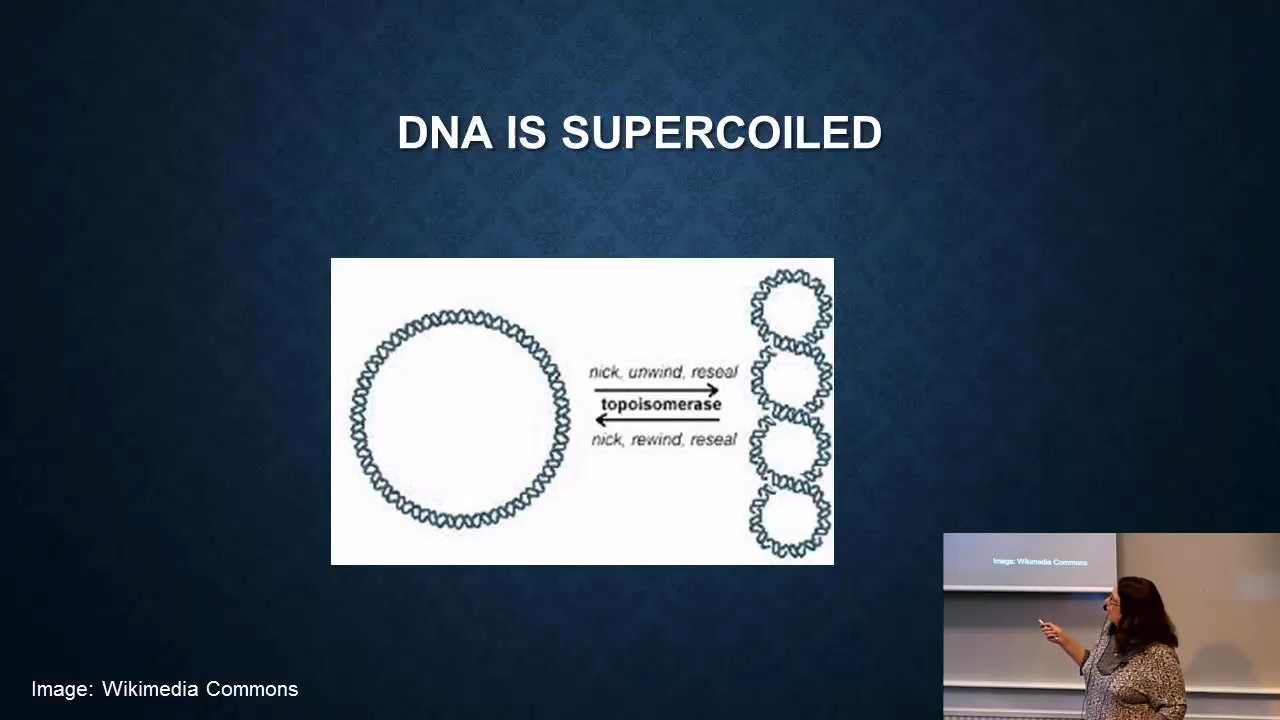 DNA IS SUPERCOILED
nick, unwind, reseal
topoisomerase
nick, rewind, reseal
Image: Wikimedia Commons
Image: Wikimedia Commons